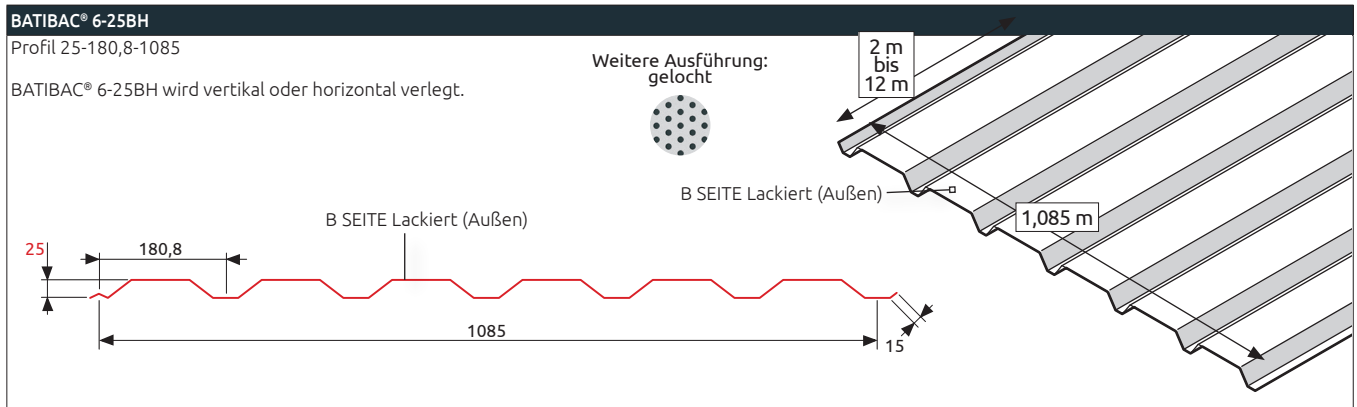 BATIBAC® 6-25BH
Profil 25-180,8-1085
BATIBAC® 6-25BH wird vertikal oder horizontal verlegt.
Weitere Ausführung:
gelocht
2 m
bis
12 m
B SEITE Lackiert (Außen)
1,085 m
B SEITE Lackiert (Außen)
25
180,8
1085
15